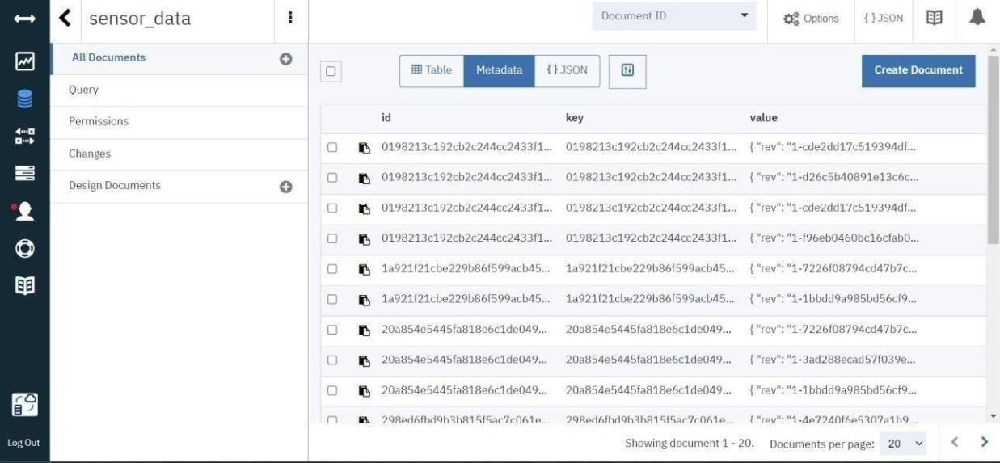 sensor_data
Document ID
Options
{ } JSON
All Documents
Query
Permissions
Changes
Design Documents
Table
Metadata
{ } JSON
Create Document
id key value
0198213c192cb2c244cc2433f1... 0198213c192cb2c244cc2433f1... { "rev": "1-cde2dd17c519394df...
0198213c192cb2c244cc2433f1... 0198213c192cb2c244cc2433f1... { "rev": "1-d26c5b40891e13c6c...
0198213c192cb2c244cc2433f1... 0198213c192cb2c244cc2433f1... { "rev": "1-cde2dd17c519394df...
0198213c192cb2c244cc2433f1... 0198213c192cb2c244cc2433f1... { "rev": "1-f96eb0460bc16cfab0...
1a921f21cbe229b86f599acb45... 1a921f21cbe229b86f599acb45... { "rev": "1-7226f08794cd47b7c...
1a921f21cbe229b86f599acb45... 1a921f21cbe229b86f599acb45... { "rev": "1-1bbdd9a985bd56cf9...
20a854e5445fa818e6c1de049... 20a854e5445fa818e6c1de049... { "rev": "1-7226f08794cd47b7c...
20a854e5445fa818e6c1de049... 20a854e5445fa818e6c1de049... { "rev": "1-3ad288ecad57f039e...
20a854e5445fa818e6c1de049... 20a854e5445fa818e6c1de049... { "rev": "1-1bbdd9a985bd56cf9...
298ed6fbd9b3b815f5ac7c061e... 298ed6fbd9b3b815f5ac7c061e... { "rev": "1-4e7240f6e5307a1b9...
Showing document 1 - 20. Documents per page: 20
Log Out